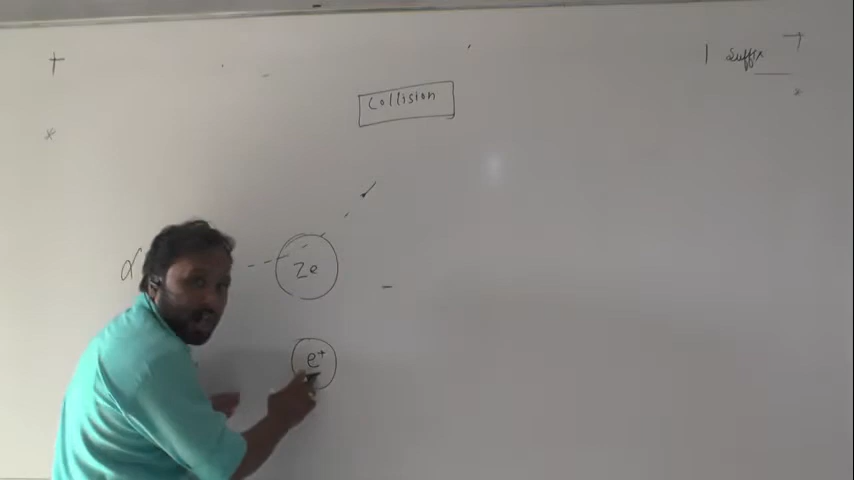 Suffix
Collision
α
Ze
e+